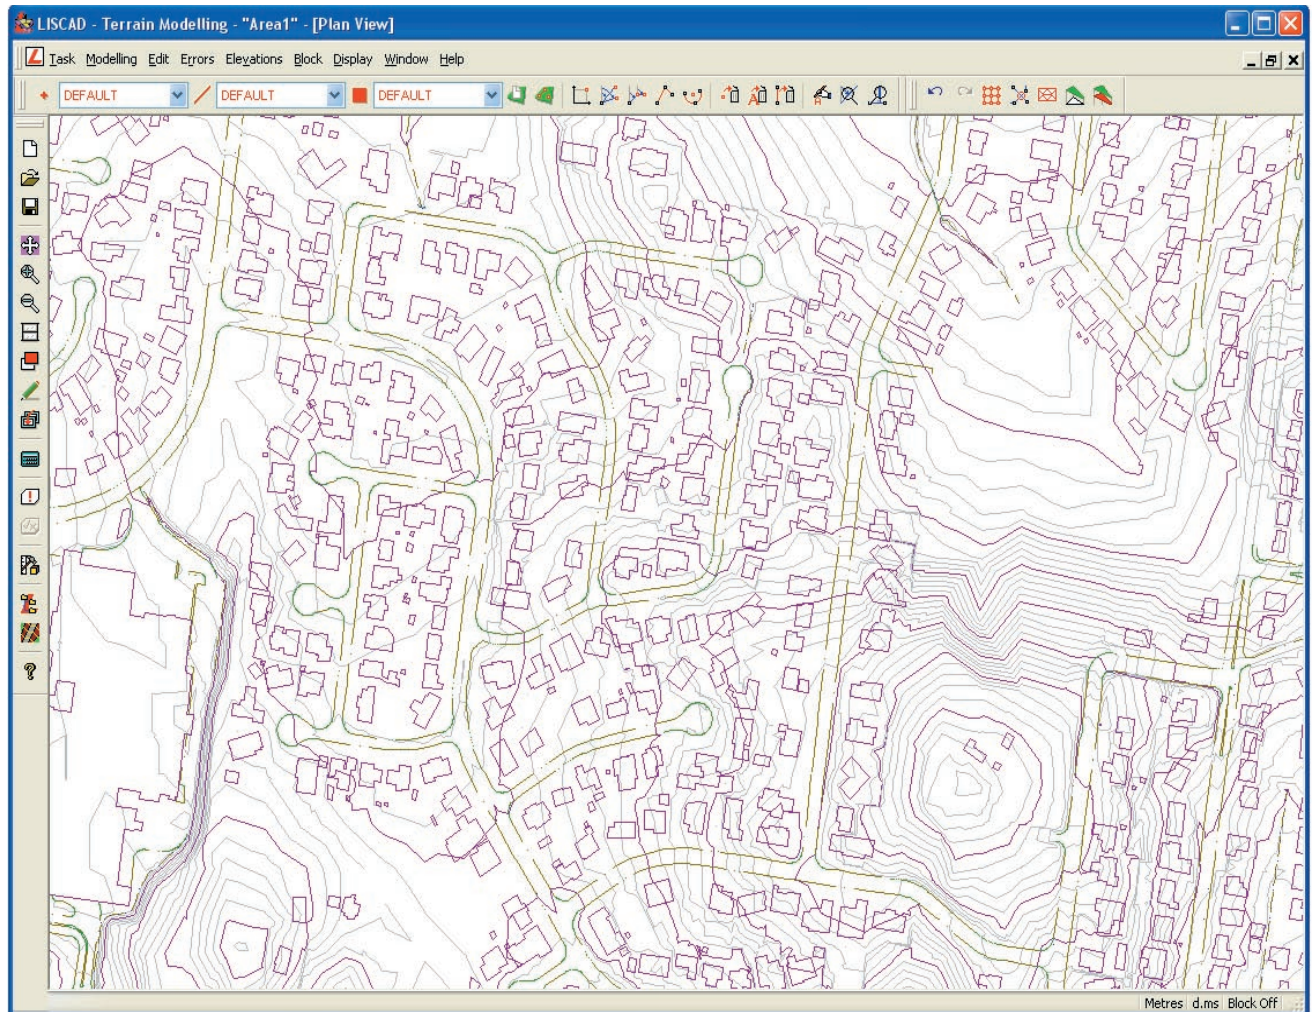 LISCAD - Terrain Modelling - "Area1" - [Plan View]
Task Modelling Edit Errors Elevations Block Display Window Help
DEFAULT DEFAULT DEFAULT
Metres d.ms Block Off